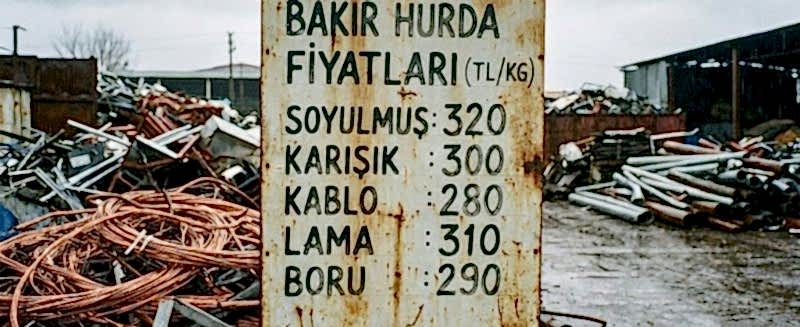 BAKIR HURDA
FİYATLARI (TL/KG)
SOYULMUŞ: 320
KARIŞIK : 300
KABLO : 280
LAMA : 310
BORU : 290